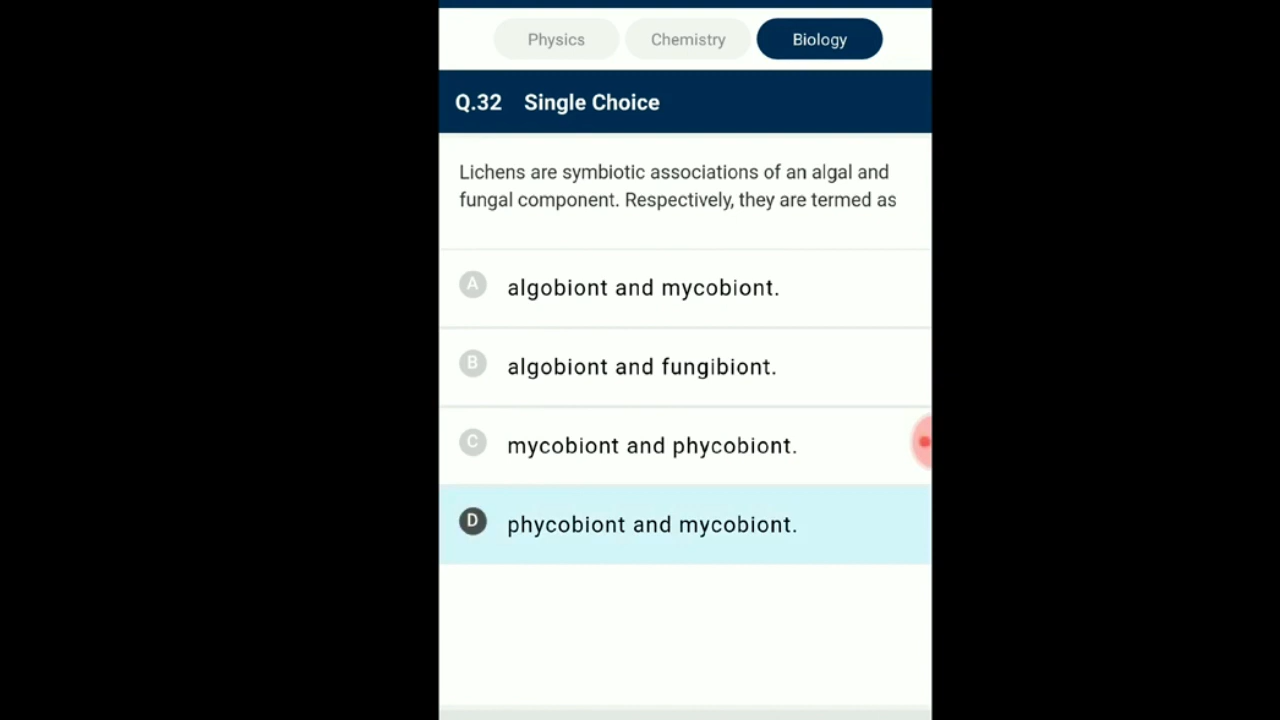 Physics
Chemistry
Biology
Q.32 Single Choice
Lichens are symbiotic associations of an algal and
fungal component. Respectively, they are termed as
A algobiont and mycobiont.
B algobiont and fungibiont.
C mycobiont and phycobiont.
D phycobiont and mycobiont.